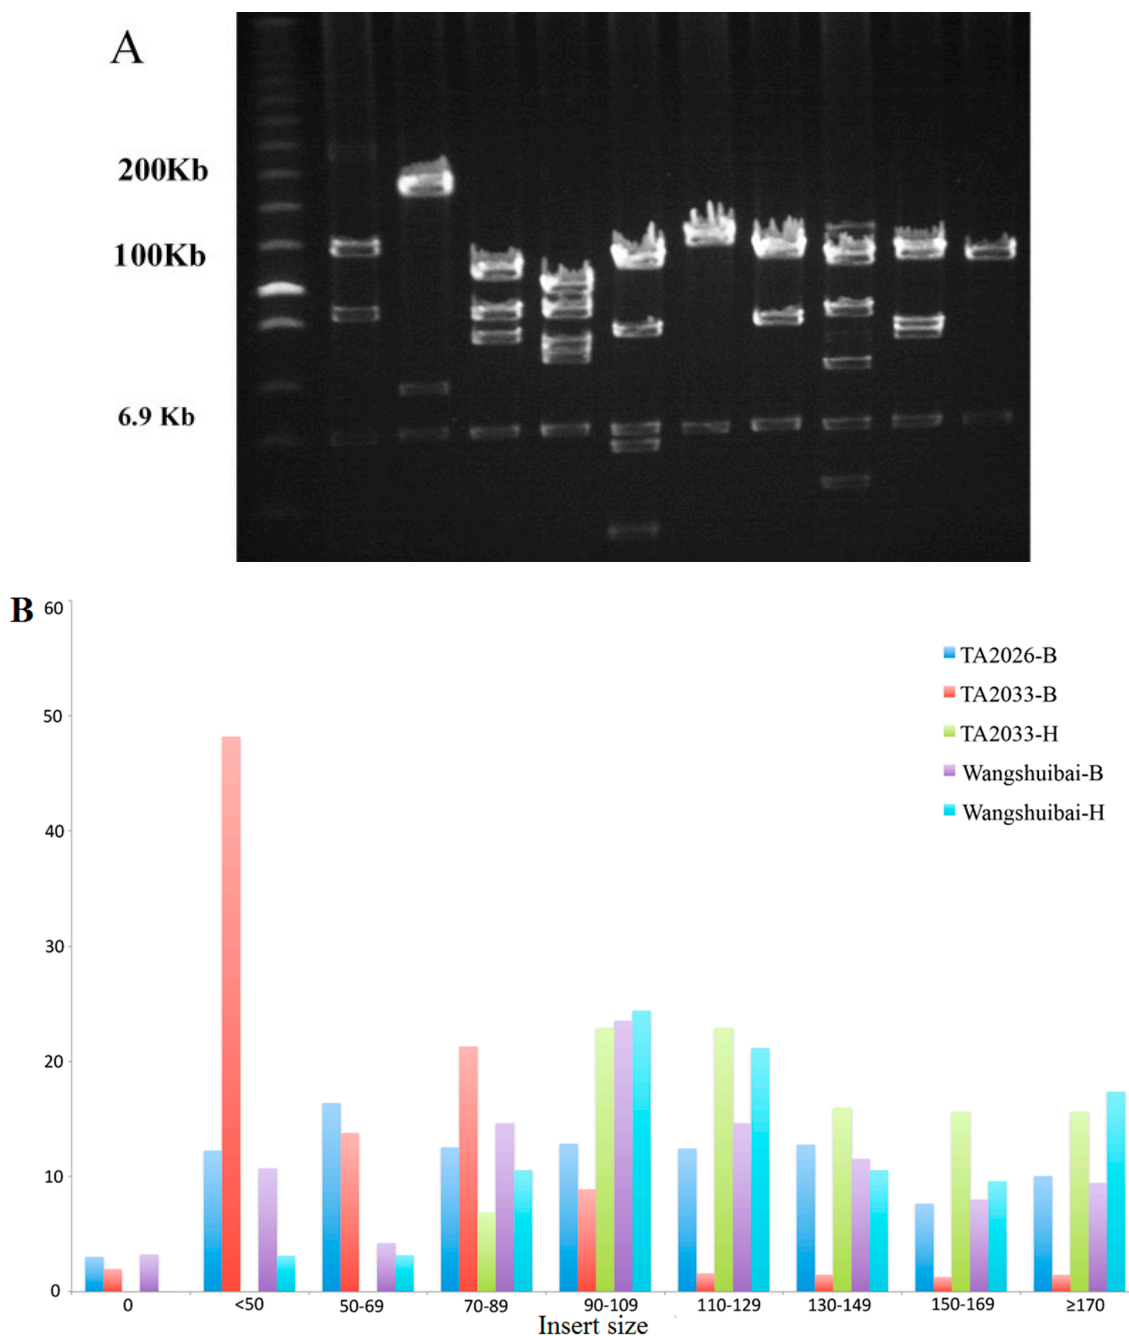 A
200Kb
100Kb
6.9 Kb
B
60
50
40
30
20
10
0
TA2026-B
TA2033-B
TA2033-H
Wangshuibai-B
Wangshuibai-H
0 <50 50-69 70-89 90-109 110-129 130-149 150-169 ≥170
Insert size